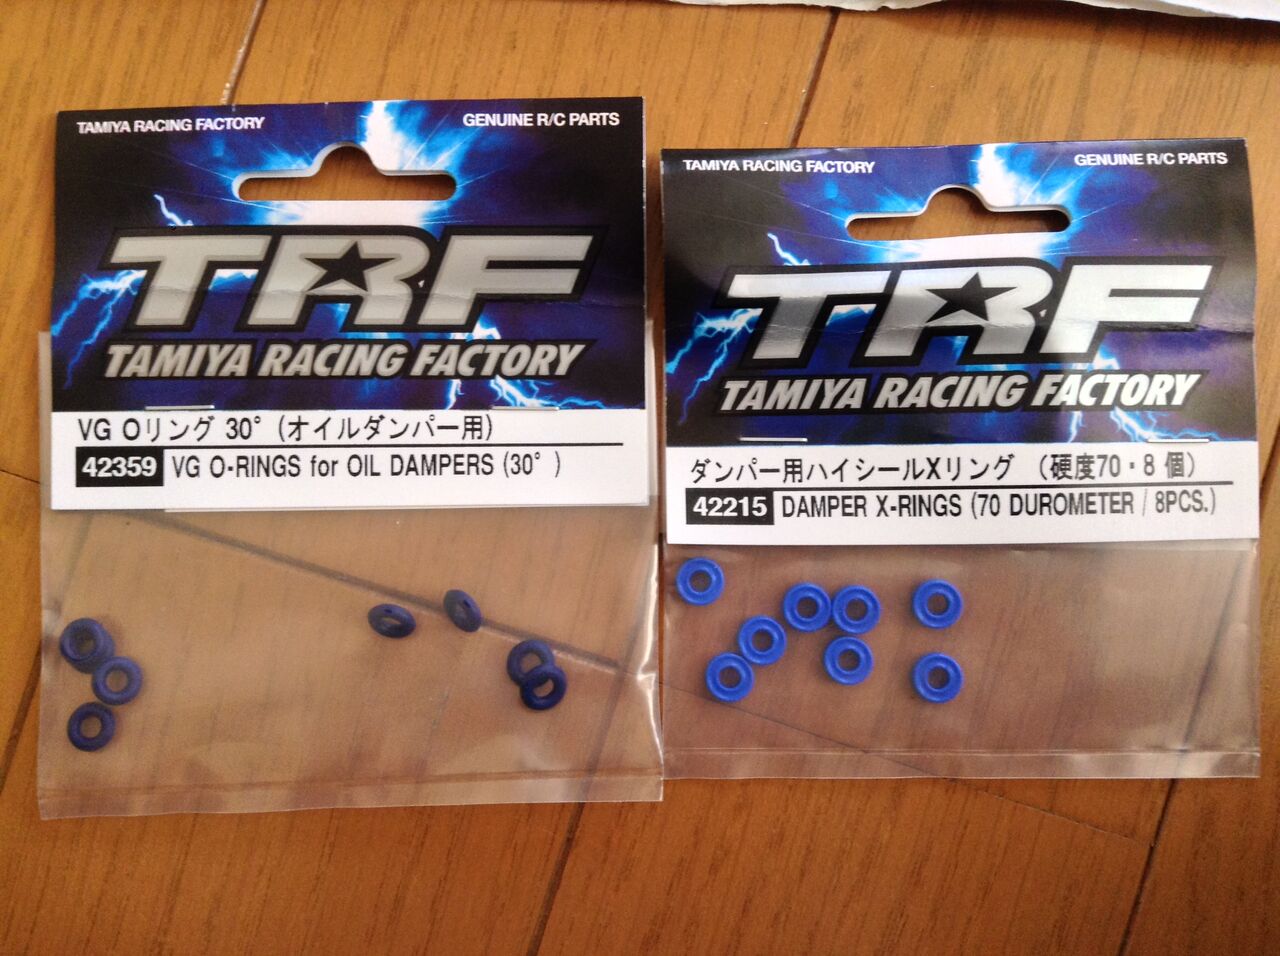 TAMIYA RACING FACTORY
GENUINE R/C PARTS
TRF
TAMIYA RACING FACTORY
VG Oリング 30°(オイルダンパー用)
42359 VG O-RINGS for OIL DAMPERS (30°)
TAMIYA RACING FACTORY
GENUINE R/C PARTS
TRF
TAMIYA RACING FACTORY
ダンパー用ハイシールXリング (硬度70・8個)
42215 DAMPER X-RINGS (70 DUROMETER / 8PCS.)